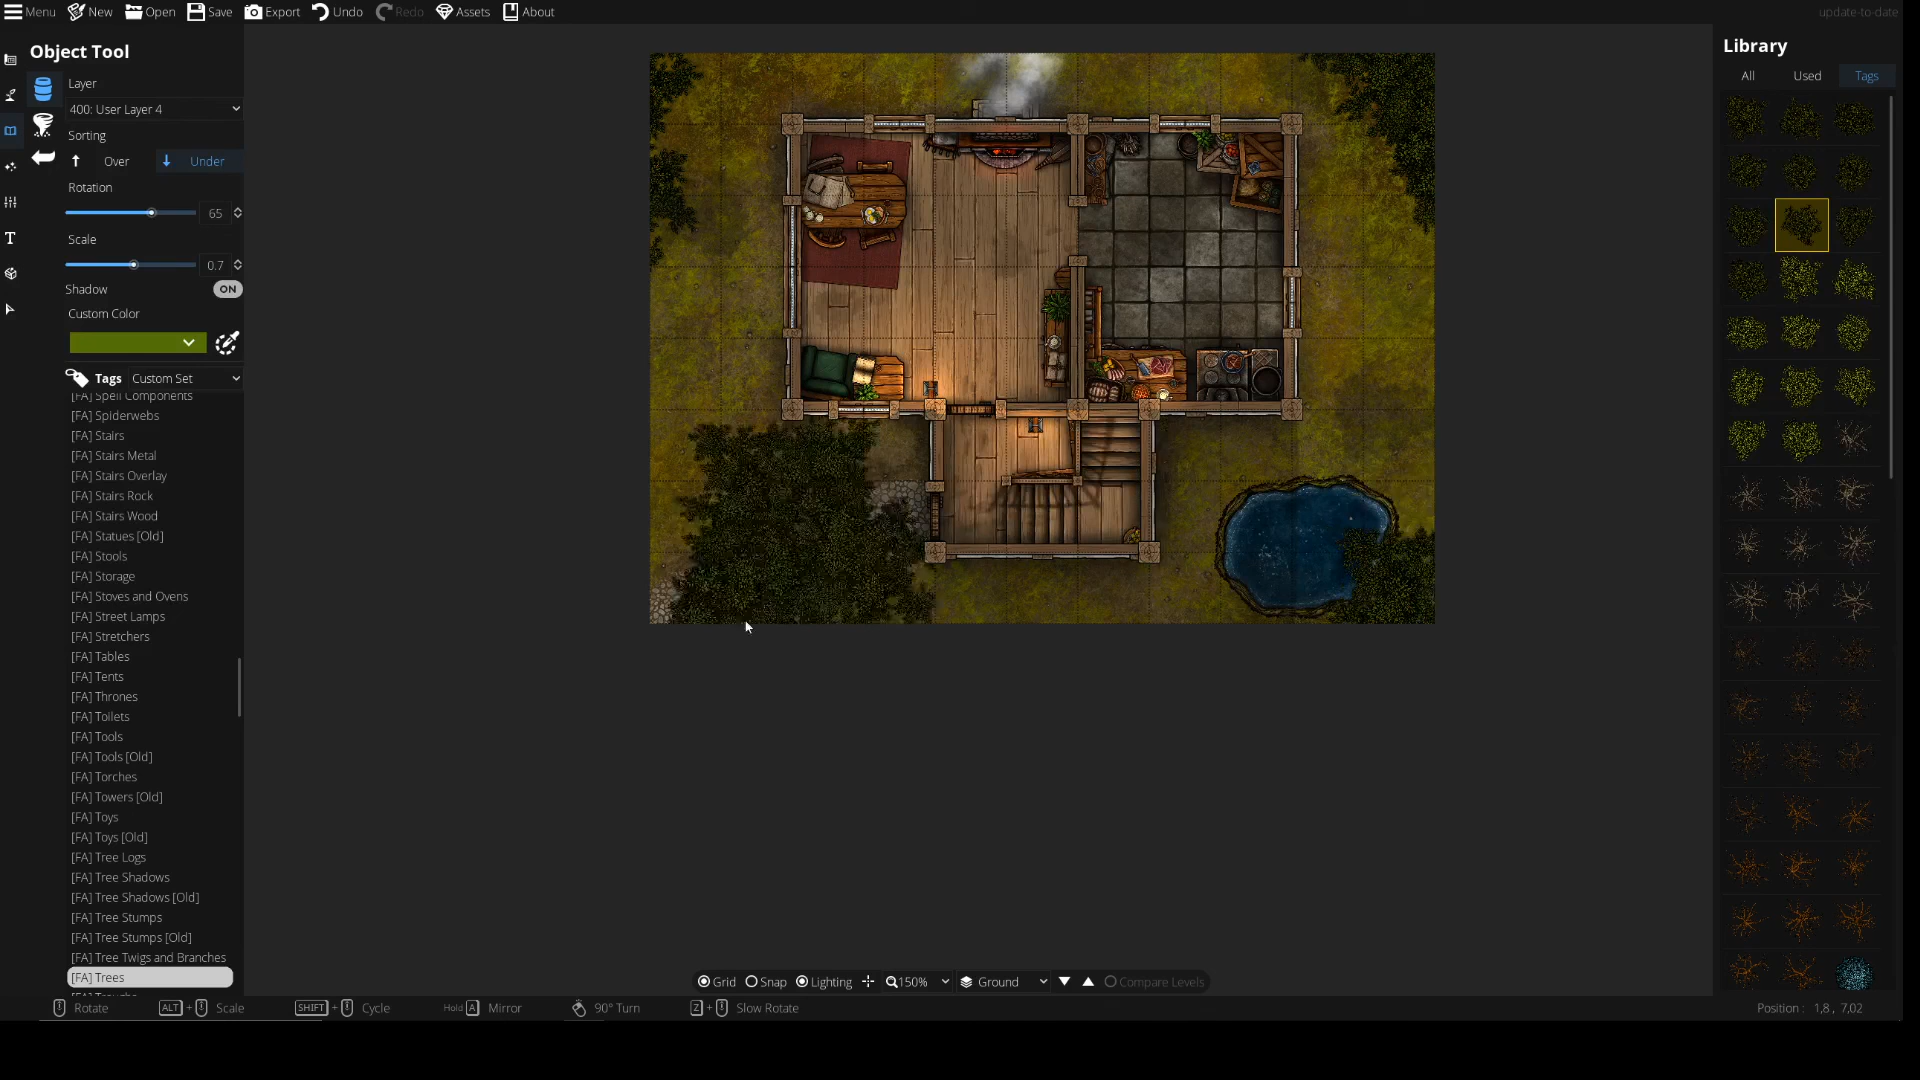 Menu New Open Save Export Undo Redo Assets About update-to-date
Object Tool
Layer
400: User Layer 4
Sorting
Over Under
Rotation
65
Scale
0.7
Shadow ON
Custom Color
Tags Custom Set
[FA] Spell Components
[FA] Spiderwebs
[FA] Stairs
[FA] Stairs Metal
[FA] Stairs Overlay
[FA] Stairs Rock
[FA] Stairs Wood
[FA] Statues [Old]
[FA] Stools
[FA] Storage
[FA] Stoves and Ovens
[FA] Street Lamps
[FA] Stretchers
[FA] Tables
[FA] Tents
[FA] Thrones
[FA] Toilets
[FA] Tools
[FA] Tools [Old]
[FA] Torches
[FA] Towers [Old]
[FA] Toys
[FA] Toys [Old]
[FA] Tree Logs
[FA] Tree Shadows
[FA] Tree Shadows [Old]
[FA] Tree Stumps
[FA] Tree Stumps [Old]
[FA] Tree Twigs and Branches
[FA] Trees
Library
All Used Tags
Grid Snap Lighting 150% Ground Compare Levels
Rotate ALT + Scale SHIFT + Cycle Hold A Mirror 90° Turn Z + Slow Rotate Position : 1,8 , 7,02